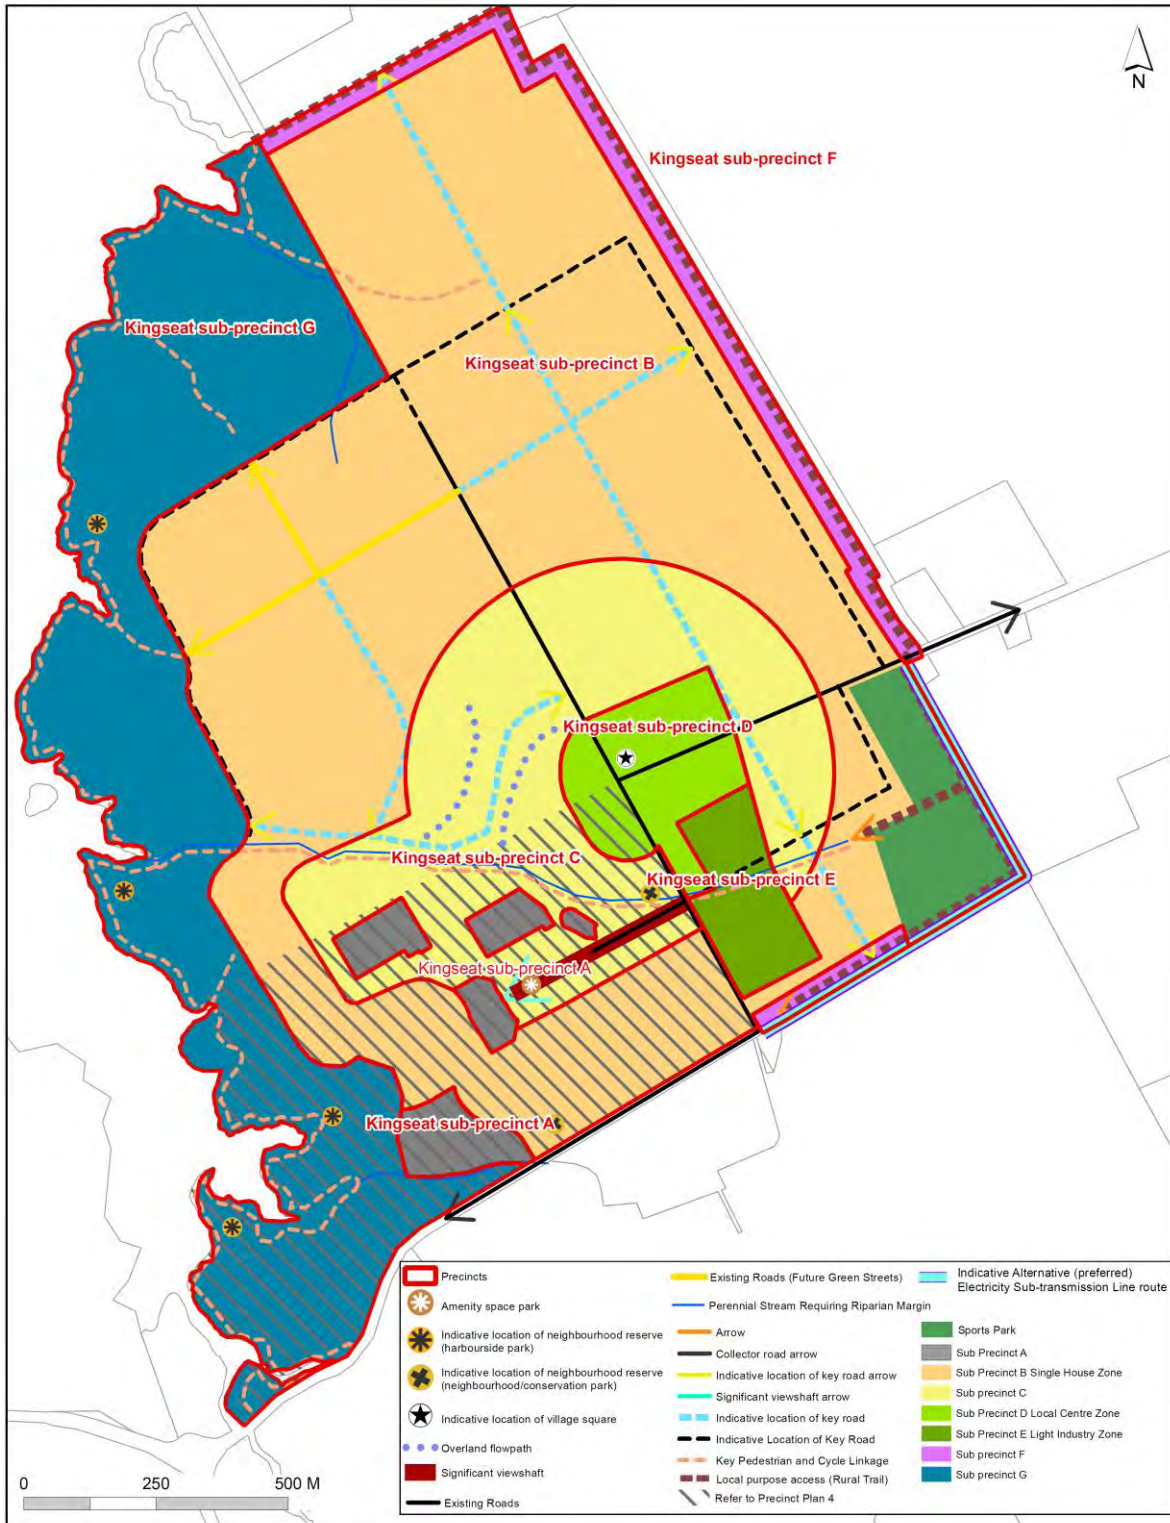 N
Kingseat sub-precinct F
Kingseat sub-precinct G
Kingseat sub-precinct B
Kingseat sub-precinct D
Kingseat sub-precinct C
Kingseat sub-precinct E
Kingseat sub-precinct A
Kingseat sub-precinct A
Precincts
Amenity space park
Indicative location of neighbourhood reserve
(harbourside park)
Indicative location of neighbourhood reserve
(neighbourhood/conservation park)
Indicative location of village square
Overland flowpath
Significant viewshaft
Existing Roads
Existing Roads (Future Green Streets)
Perennial Stream Requiring Riparian Margin
Arrow
Collector road arrow
Indicative location of key road arrow
Significant viewshaft arrow
Indicative location of key road
Indicative Location of Key Road
Key Pedestrian and Cycle Linkage
Local purpose access (Rural Trail)
Refer to Precinct Plan 4
Indicative Alternative (preferred)
Electricity Sub-transmission Line route
Sports Park
Sub Precinct A
Sub Precinct B Single House Zone
Sub precinct C
Sub Precinct D Local Centre Zone
Sub Precinct E Light Industry Zone
Sub precinct F
Sub precinct G
0 250 500 M